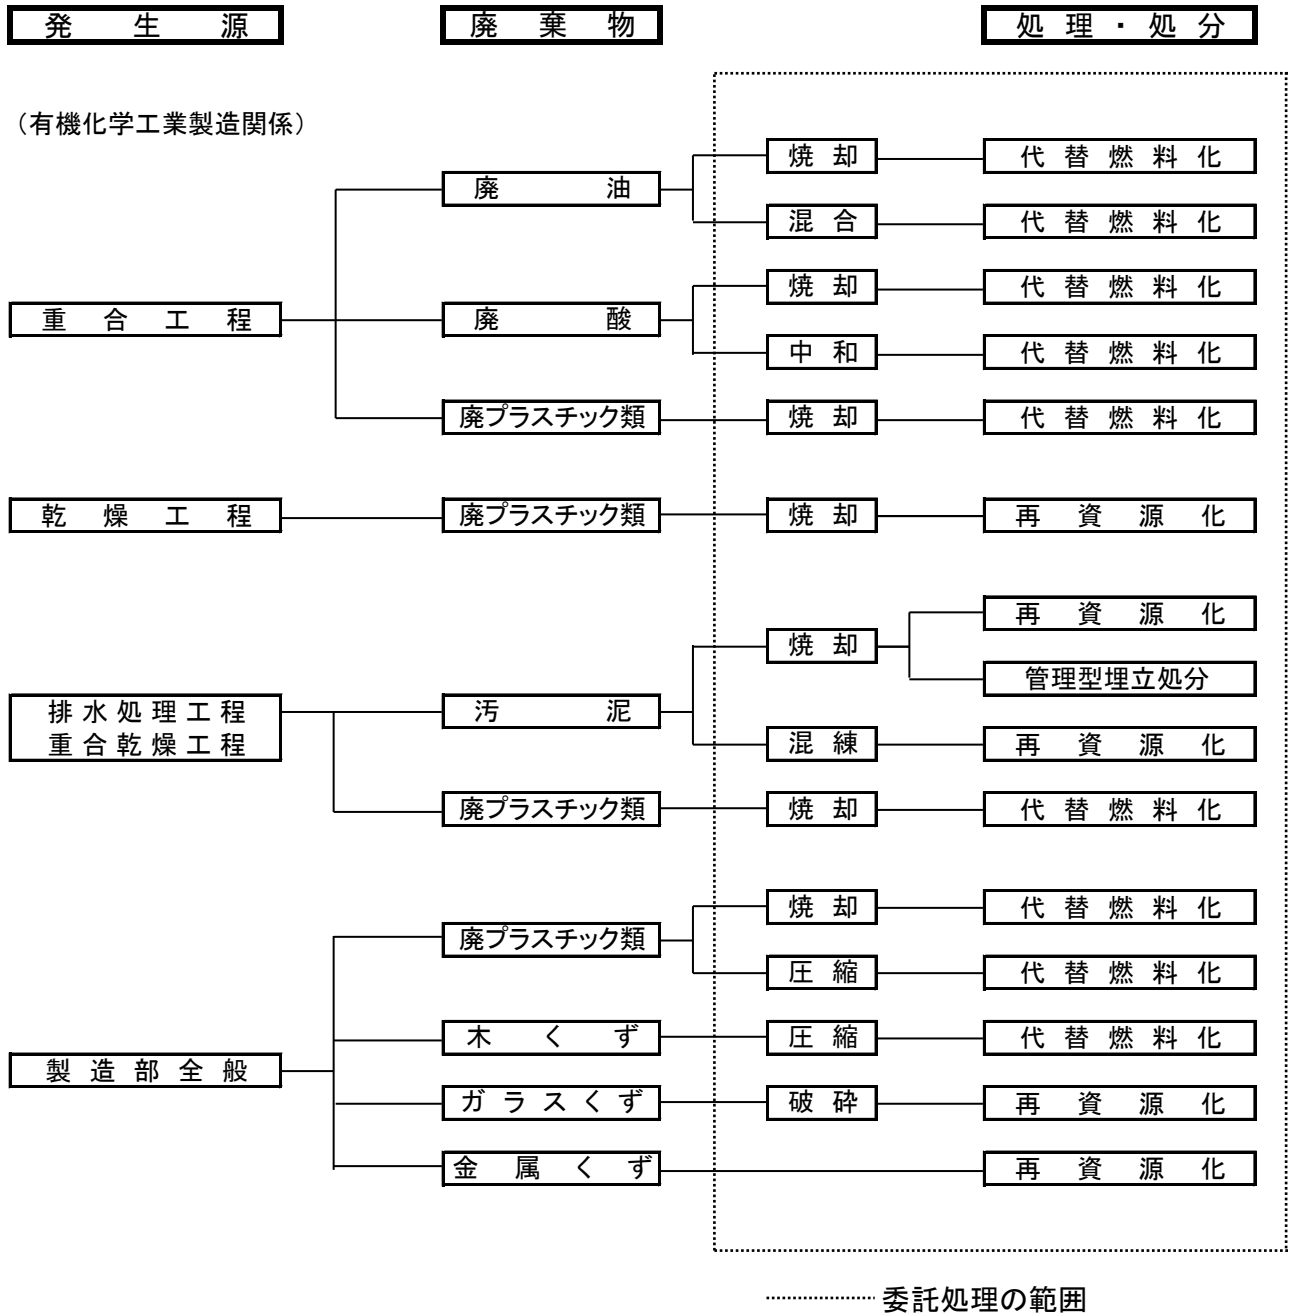 発生源
廃棄物
処理・処分
（有機化学工業製造関係）
焼却
代替燃料化
廃油
混合
代替燃料化
焼却
代替燃料化
重合工程
廃酸
中和
代替燃料化
廃プラスチック類
焼却
代替燃料化
乾燥工程
廃プラスチック類
焼却
再資源化
再資源化
焼却
管理型埋立処分
排水処理工程
重合乾燥工程
汚泥
混練
再資源化
廃プラスチック類
焼却
代替燃料化
焼却
代替燃料化
廃プラスチック類
圧縮
代替燃料化
木くず
圧縮
代替燃料化
製造部全般
ガラスくず
破砕
再資源化
金属くず
再資源化
委託処理の範囲